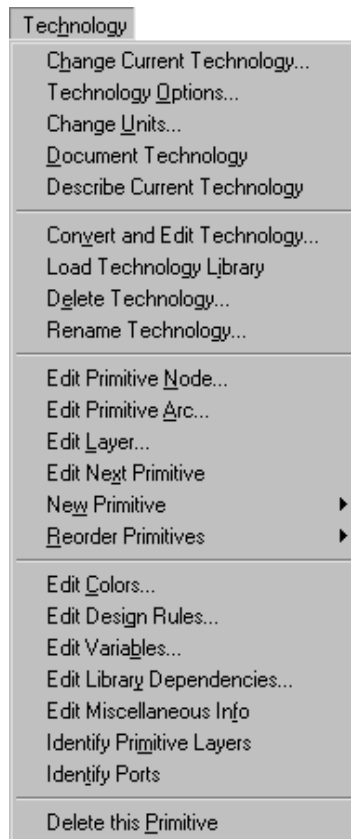 Technology
Change Current Technology...
Technology Options...
Change Units...
Document Technology
Describe Current Technology
Convert and Edit Technology...
Load Technology Library
Delete Technology...
Rename Technology...
Edit Primitive Node...
Edit Primitive Arc...
Edit Layer...
Edit Next Primitive
New Primitive
Reorder Primitives
Edit Colors...
Edit Design Rules...
Edit Variables...
Edit Library Dependencies...
Edit Miscellaneous Info
Identify Primitive Layers
Identify Ports
Delete this Primitive